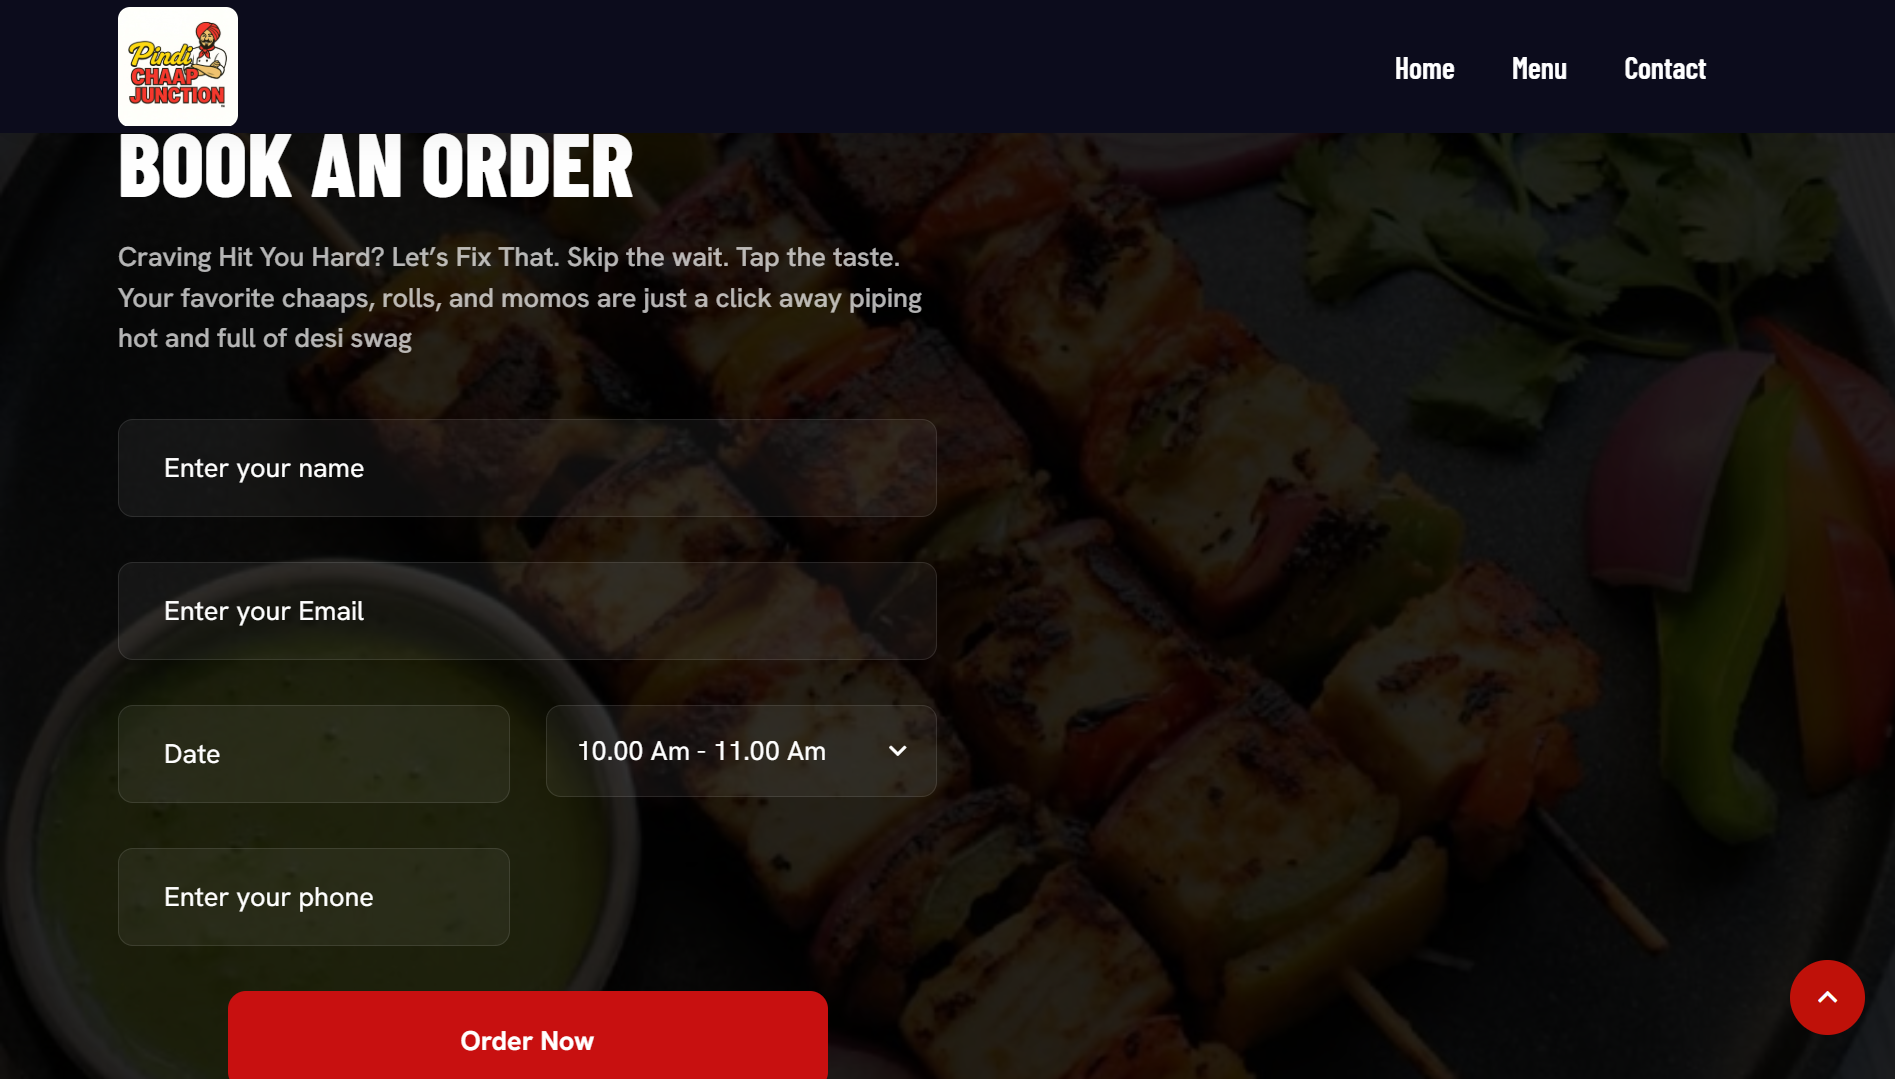 Pindi
CHAAP
JUNCTION
Home
Menu
Contact
BOOK AN ORDER
Craving Hit You Hard? Let’s Fix That. Skip the wait. Tap the taste.
Your favorite chaaps, rolls, and momos are just a click away piping
hot and full of desi swag
Enter your name
Enter your Email
Date
10.00 Am - 11.00 Am
Enter your phone
Order Now